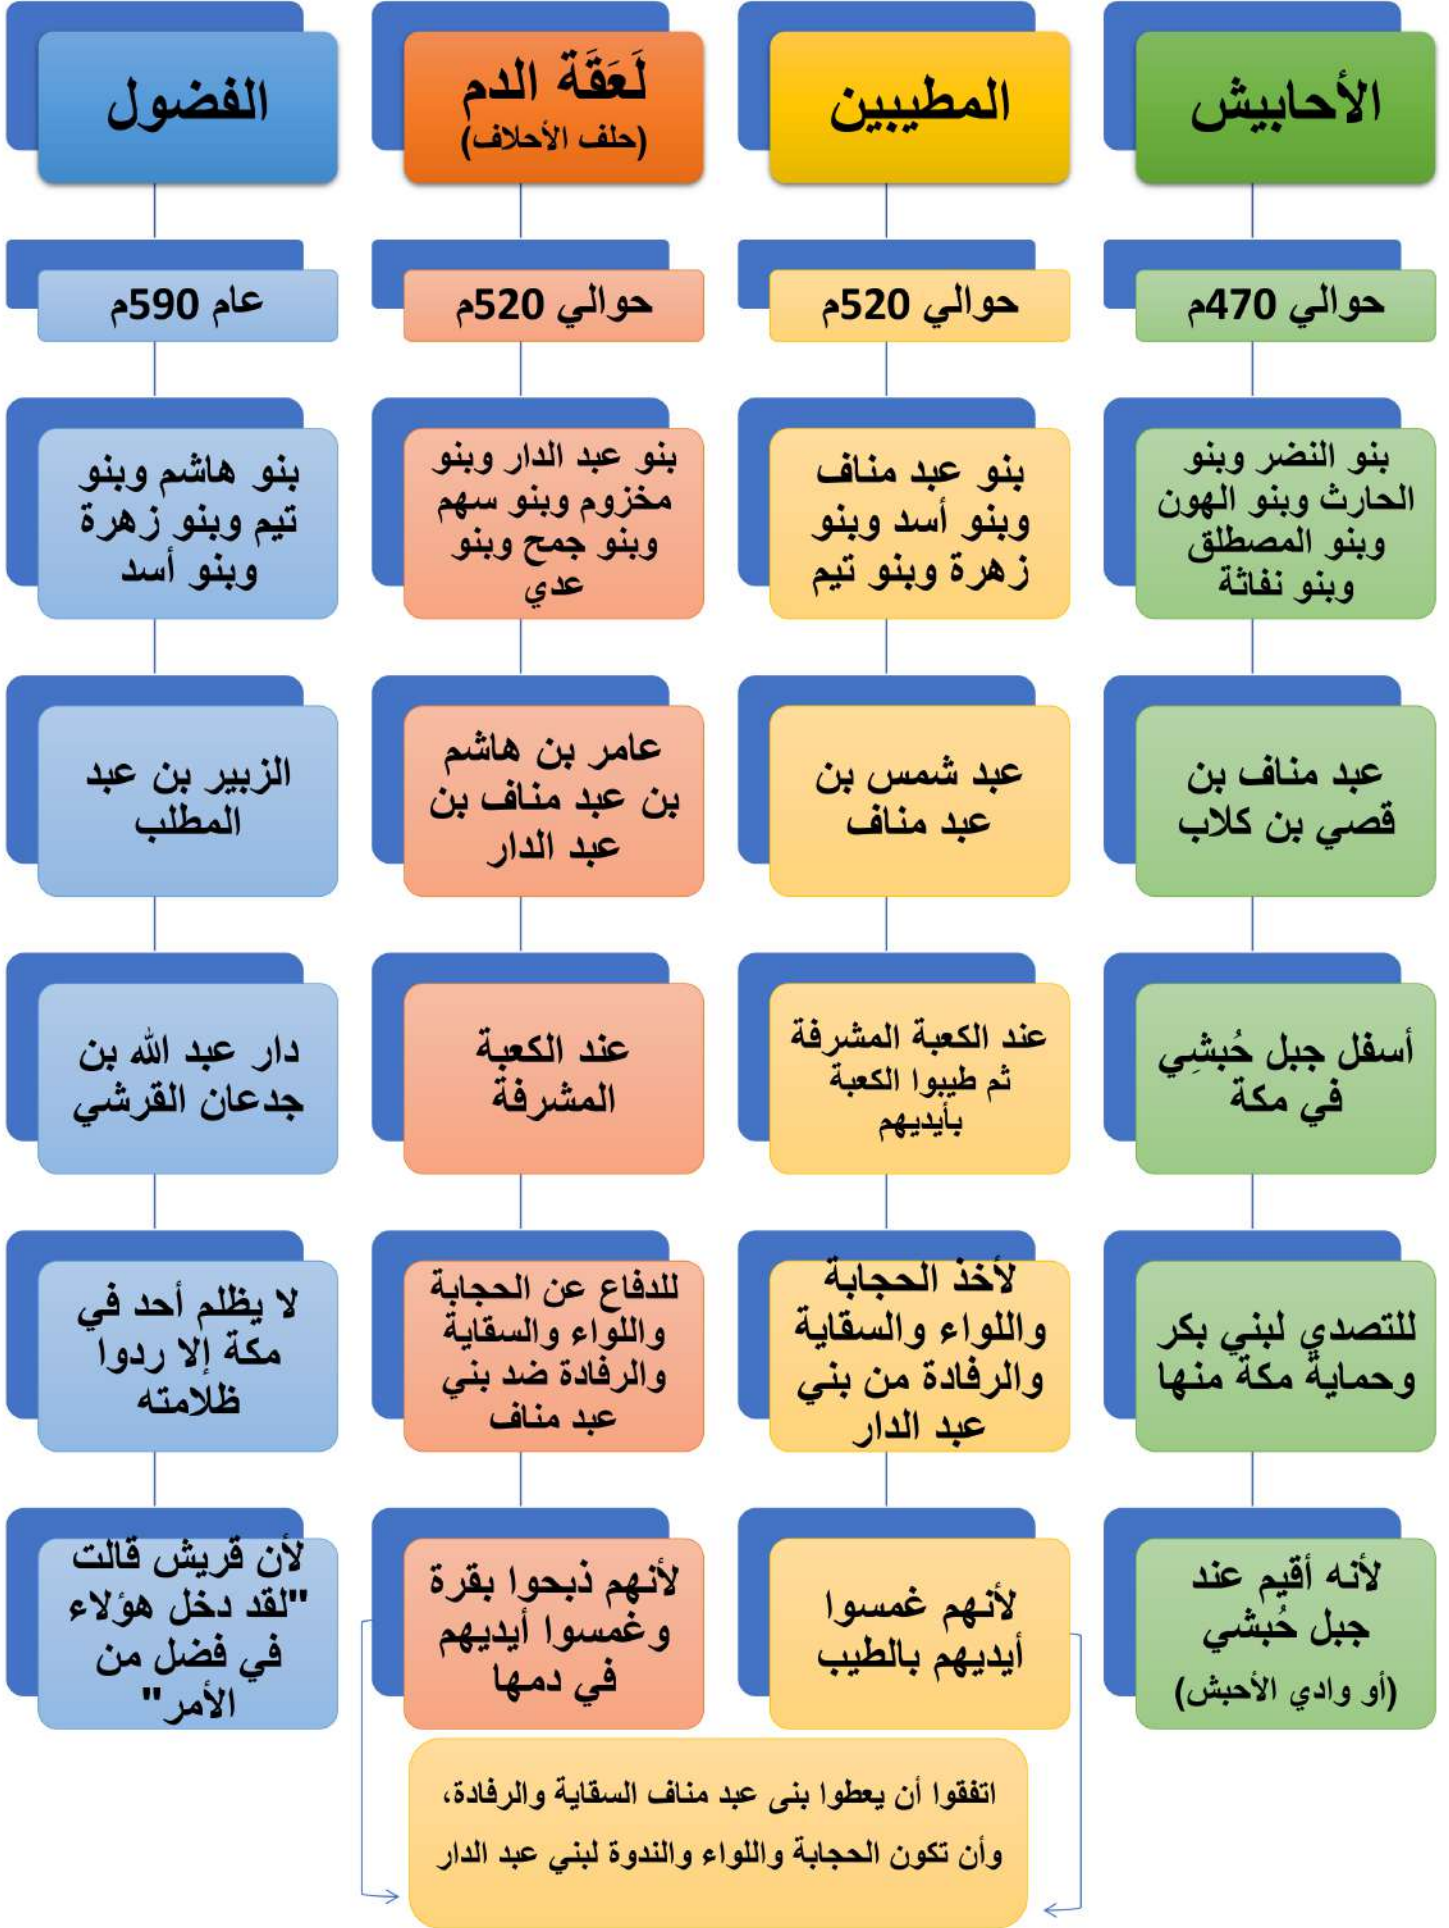 الأحابيش
حوالي 470م
بنو النضر وبنو
الحارث وبنو الهون
وبنو المصطلق
وبنو نفاثة
عبد مناف بن
قصي بن كلاب
أسفل جبل حُبشِي
في مكة
للتصدي لبني بكر
وحماية مكة منها
لأنه أقيم عند
جبل حُبشي
(أو وادي الأحبش)
المطيبين
حوالي 520م
بنو عبد مناف
وبنو أسد وبنو
زهرة وبنو تيم
عبد شمس بن
عبد مناف
عند الكعبة المشرفة
ثم طيبوا الكعبة
بأيديهم
لأخذ الحجابة
واللواء والسقاية
والرفادة من بني
عبد الدار
لأنهم غمسوا
أيديهم بالطيب
لَعَقَة الدم
(حلف الأحلاف)
حوالي 520م
بنو عبد الدار وبنو
مخزوم وبنو سهم
وبنو جمح وبنو
عدي
عامر بن هاشم
بن عبد مناف بن
عبد الدار
عند الكعبة
المشرفة
للدفاع عن الحجابة
واللواء والسقاية
والرفادة ضد بني
عبد مناف
لأنهم ذبحوا بقرة
وغمسوا أيديهم
في دمها
الفضول
عام 590م
بنو هاشم وبنو
تيم وبنو زهرة
وبنو أسد
الزبير بن عبد
المطلب
دار عبد الله بن
جدعان القرشي
لا يظلم أحد في
مكة إلا ردوا
ظلامته
لأن قريش قالت
"لقد دخل هؤلاء
في فضل من
الأمر"
اتفقوا أن يعطوا بنى عبد مناف السقاية والرفادة،
وأن تكون الحجابة واللواء والندوة لبني عبد الدار